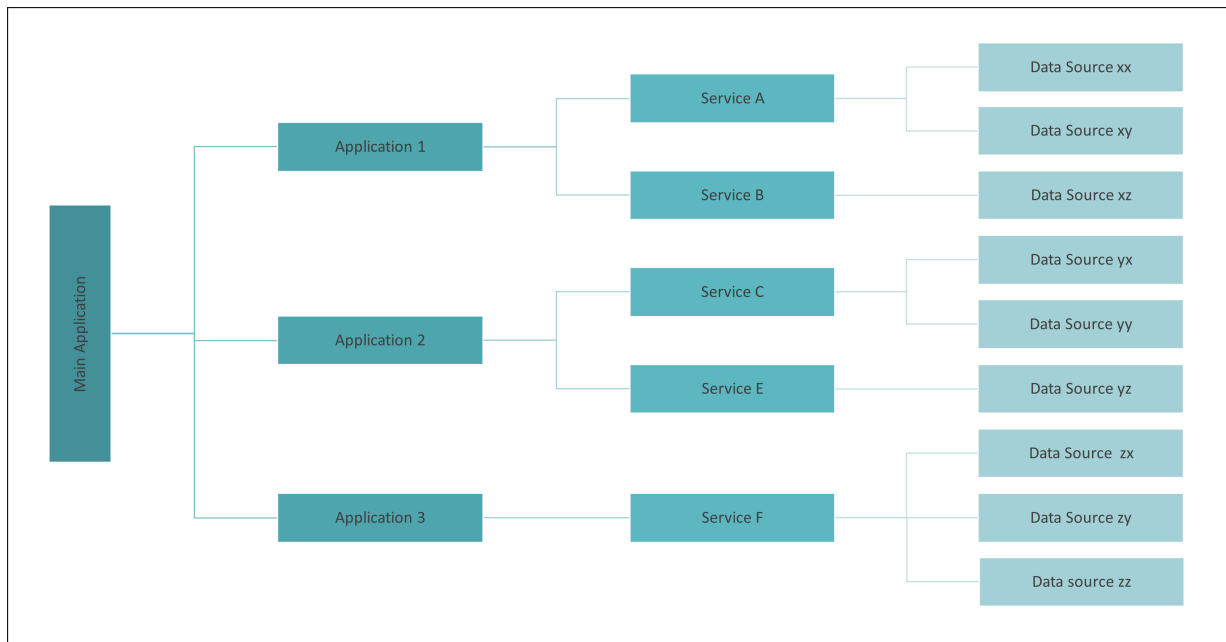 Main Application
Application 1
Service A
Data Source xx
Data Source xy
Service B
Data Source xz
Application 2
Service C
Data Source yx
Data Source yy
Service E
Data Source yz
Application 3
Service F
Data Source  zx
Data Source zy
Data source zz